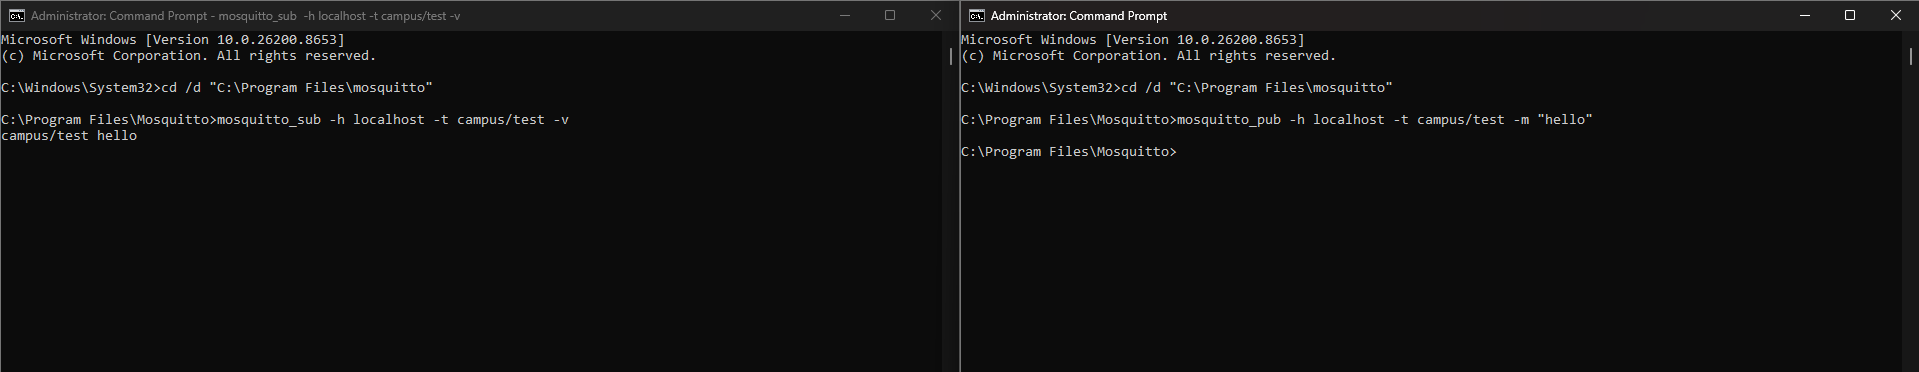 Administrator: Command Prompt - mosquitto_sub  -h localhost -t campus/test -v
Microsoft Windows [Version 10.0.26200.8653]
(c) Microsoft Corporation. All rights reserved.
C:\Windows\System32>cd /d "C:\Program Files\mosquitto"
C:\Program Files\Mosquitto>mosquitto_sub -h localhost -t campus/test -v
campus/test hello
Administrator: Command Prompt
Microsoft Windows [Version 10.0.26200.8653]
(c) Microsoft Corporation. All rights reserved.
C:\Windows\System32>cd /d "C:\Program Files\mosquitto"
C:\Program Files\Mosquitto>mosquitto_pub -h localhost -t campus/test -m "hello"
C:\Program Files\Mosquitto>